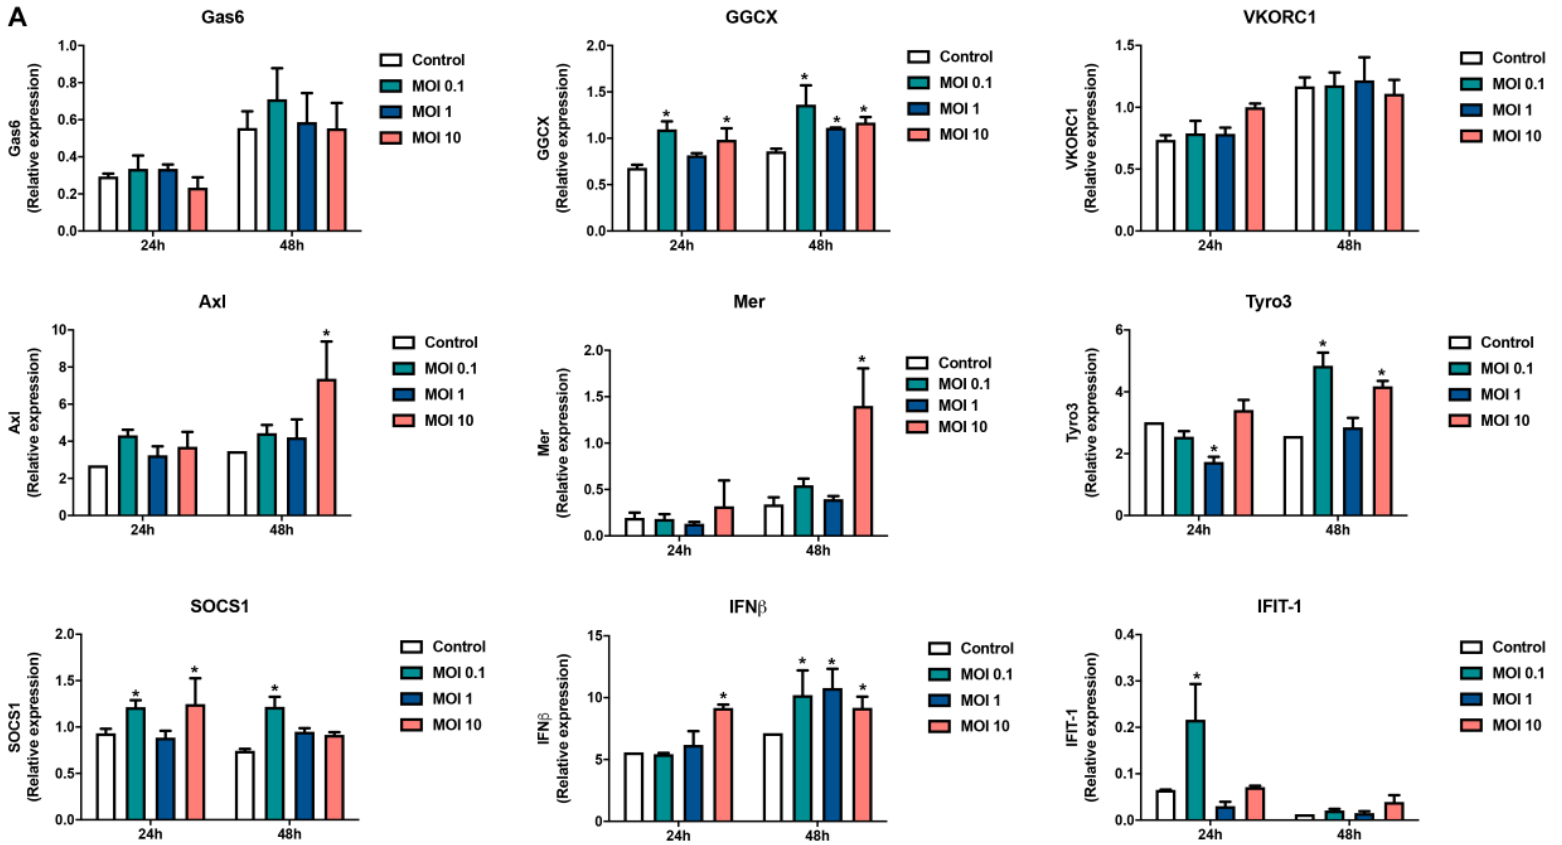 A
Gas6
Gas6
(Relative expression)
1.0
0.8
0.6
0.4
0.2
0.0
24h
48h
Control
MOI 0.1
MOI 1
MOI 10
GGCX
GGCX
(Relative expression)
2.0
1.5
1.0
0.5
0.0
* * * * *
24h
48h
Control
MOI 0.1
MOI 1
MOI 10
VKORC1
VKORC1
(Relative expression)
1.5
1.0
0.5
0.0
24h
48h
Control
MOI 0.1
MOI 1
MOI 10
Axl
Axl
(Relative expression)
10
8
6
4
2
0
*
24h
48h
Control
MOI 0.1
MOI 1
MOI 10
Mer
Mer
(Relative expression)
2.0
1.5
1.0
0.5
0.0
*
24h
48h
Control
MOI 0.1
MOI 1
MOI 10
Tyro3
Tyro3
(Relative expression)
6
4
2
0
* * *
24h
48h
Control
MOI 0.1
MOI 1
MOI 10
SOCS1
SOCS1
(Relative expression)
2.0
1.5
1.0
0.5
0.0
* * *
24h
48h
Control
MOI 0.1
MOI 1
MOI 10
IFNβ
IFNβ
(Relative expression)
15
10
5
0
* * * *
24h
48h
Control
MOI 0.1
MOI 1
MOI 10
IFIT-1
IFIT-1
(Relative expression)
0.4
0.3
0.2
0.1
0.0
*
24h
48h
Control
MOI 0.1
MOI 1
MOI 10